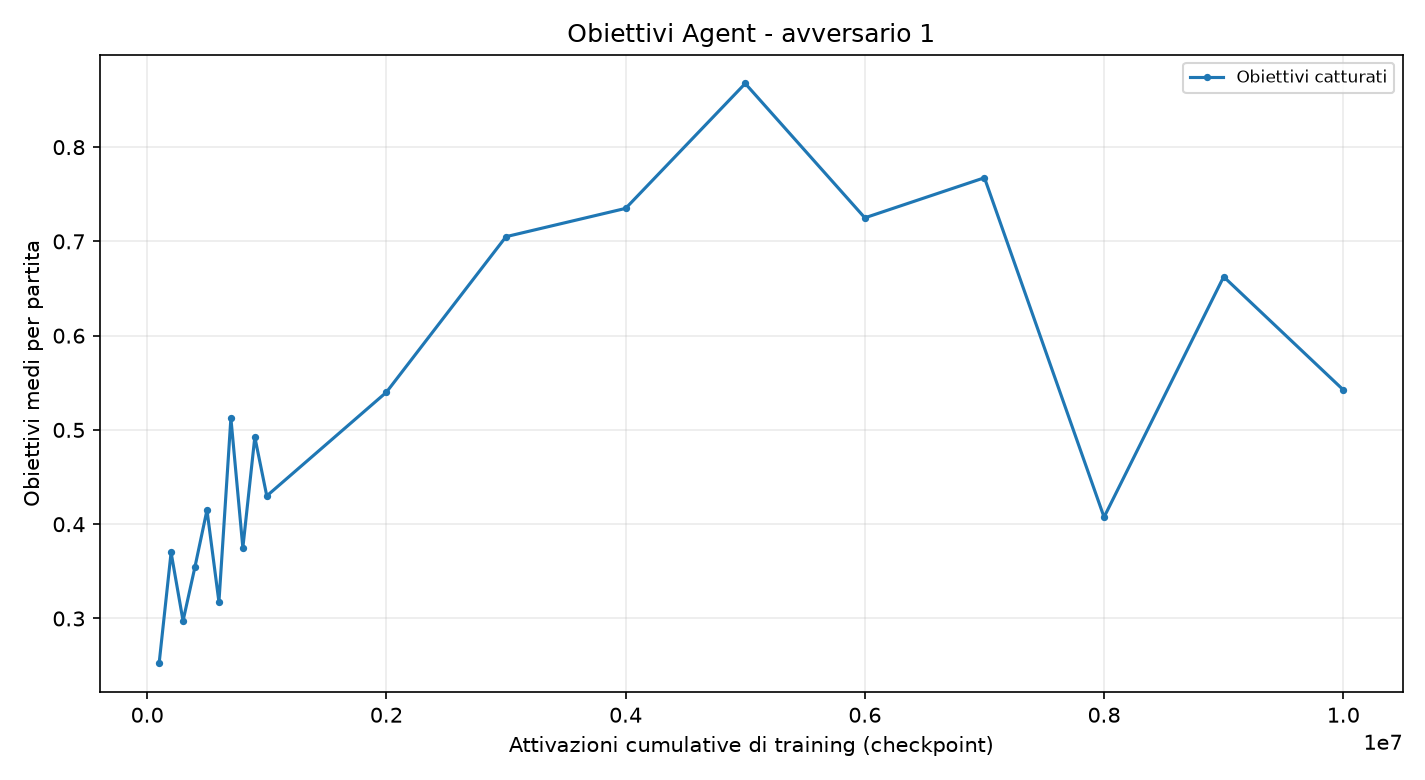 Obiettivi Agent - avversario 1
Obiettivi catturati
Obiettivi medi per partita
0.8
0.7
0.6
0.5
0.4
0.3
0.0 0.2 0.4 0.6 0.8 1.0
1e7
Attivazioni cumulative di training (checkpoint)